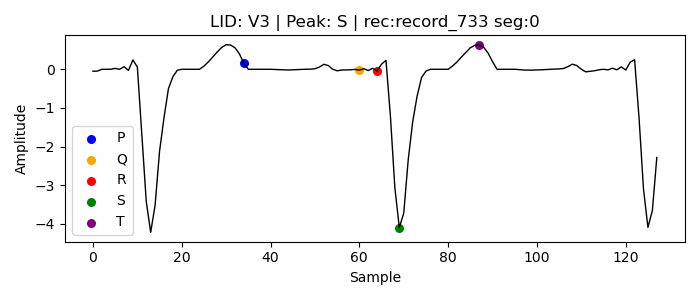 LID: V3 | Peak: S | rec:record_733 seg:0
Amplitude
0
−1
−2
−3
−4
P
Q
R
S
T
0 20 40 60 80 100 120
Sample